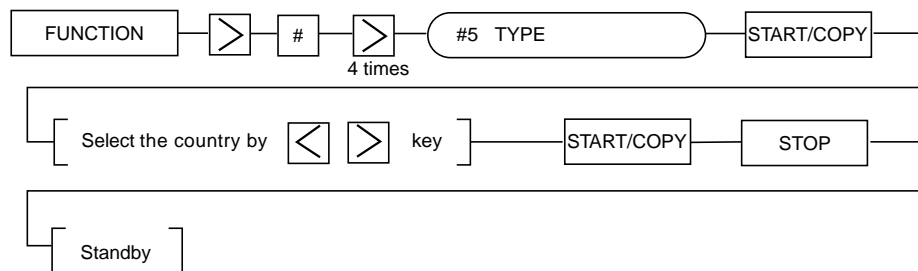 FUNCTION > # > #5 TYPE START/COPY
4 times
Select the country by < > key START/COPY STOP
Standby